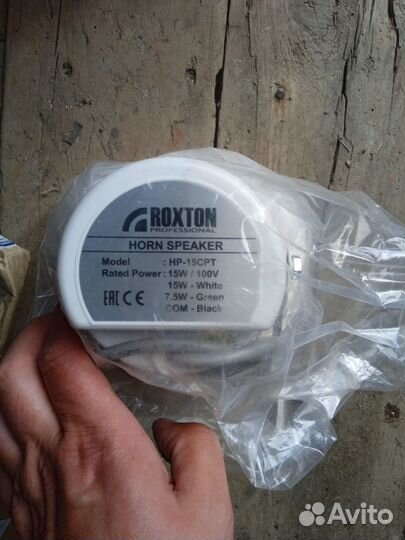 ROXTON
PROFESSIONAL
HORN SPEAKER
Model : HP-15CPT
Rated Power : 15W / 100V
15W - White
7.5W - Green
COM - Black
EAC CE
Avito